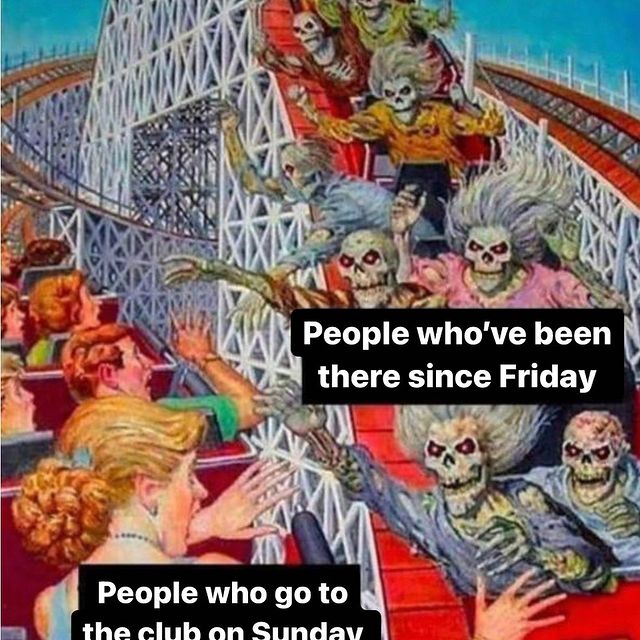 People who've been
there since Friday
People who go to
the club on Sunday